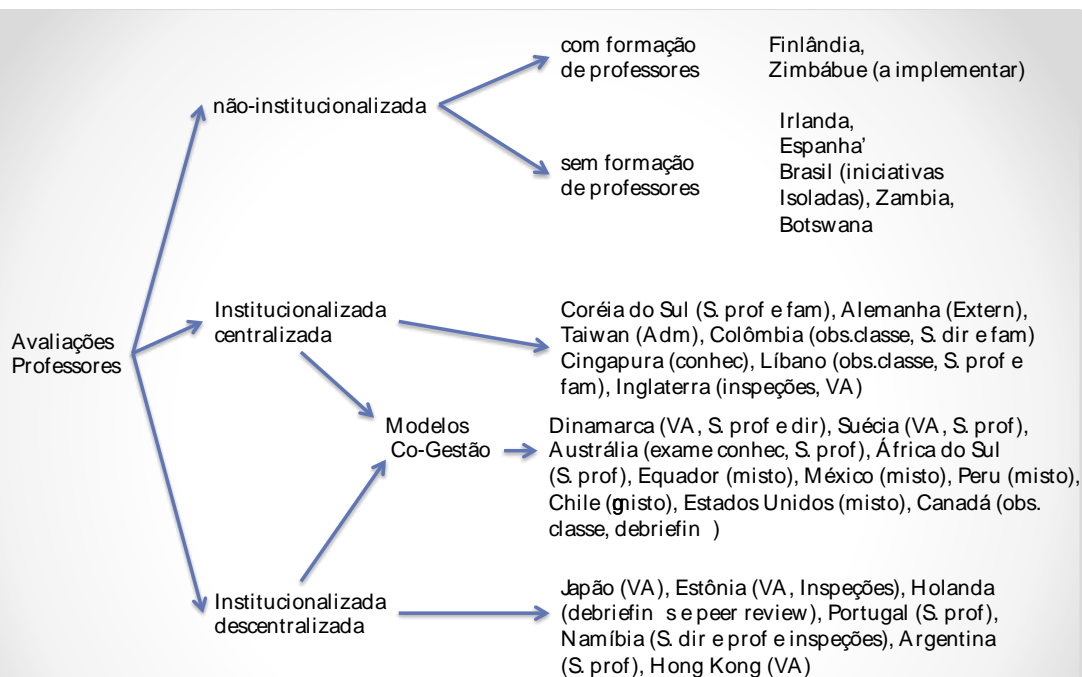 com formação
de professores
Finlândia,
Zimbábue (a implementar)
não-institucionalizada
sem formação
de professores
Irlanda,
Espanha’
Brasil (iniciativas
Isoladas), Zambia,
Botswana
Avaliações
Professores
Institucionalizada
centralizada
Coréia do Sul (S. prof e fam), Alemanha (Extern),
Taiwan (Adm), Colômbia (obs.classe, S. dir e fam)
Cingapura (conhec), Líbano (obs.classe, S. prof e
fam), Inglaterra (inspeções, VA)
Modelos
Co-Gestão
Dinamarca (VA, S. prof e dir), Suécia (VA, S. prof),
Austrália (exame conhec, S. prof), África do Sul
(S. prof), Equador (misto), México (misto), Peru (misto),
Chile (misto), Estados Unidos (misto), Canadá (obs.
classe, debriefin )
Institucionalizada
descentralizada
Japão (VA), Estônia (VA, Inspeções), Holanda
(debriefin s e peer review), Portugal (S. prof),
Namíbia (S. dir e prof e inspeções), Argentina
(S. prof), Hong Kong (VA)